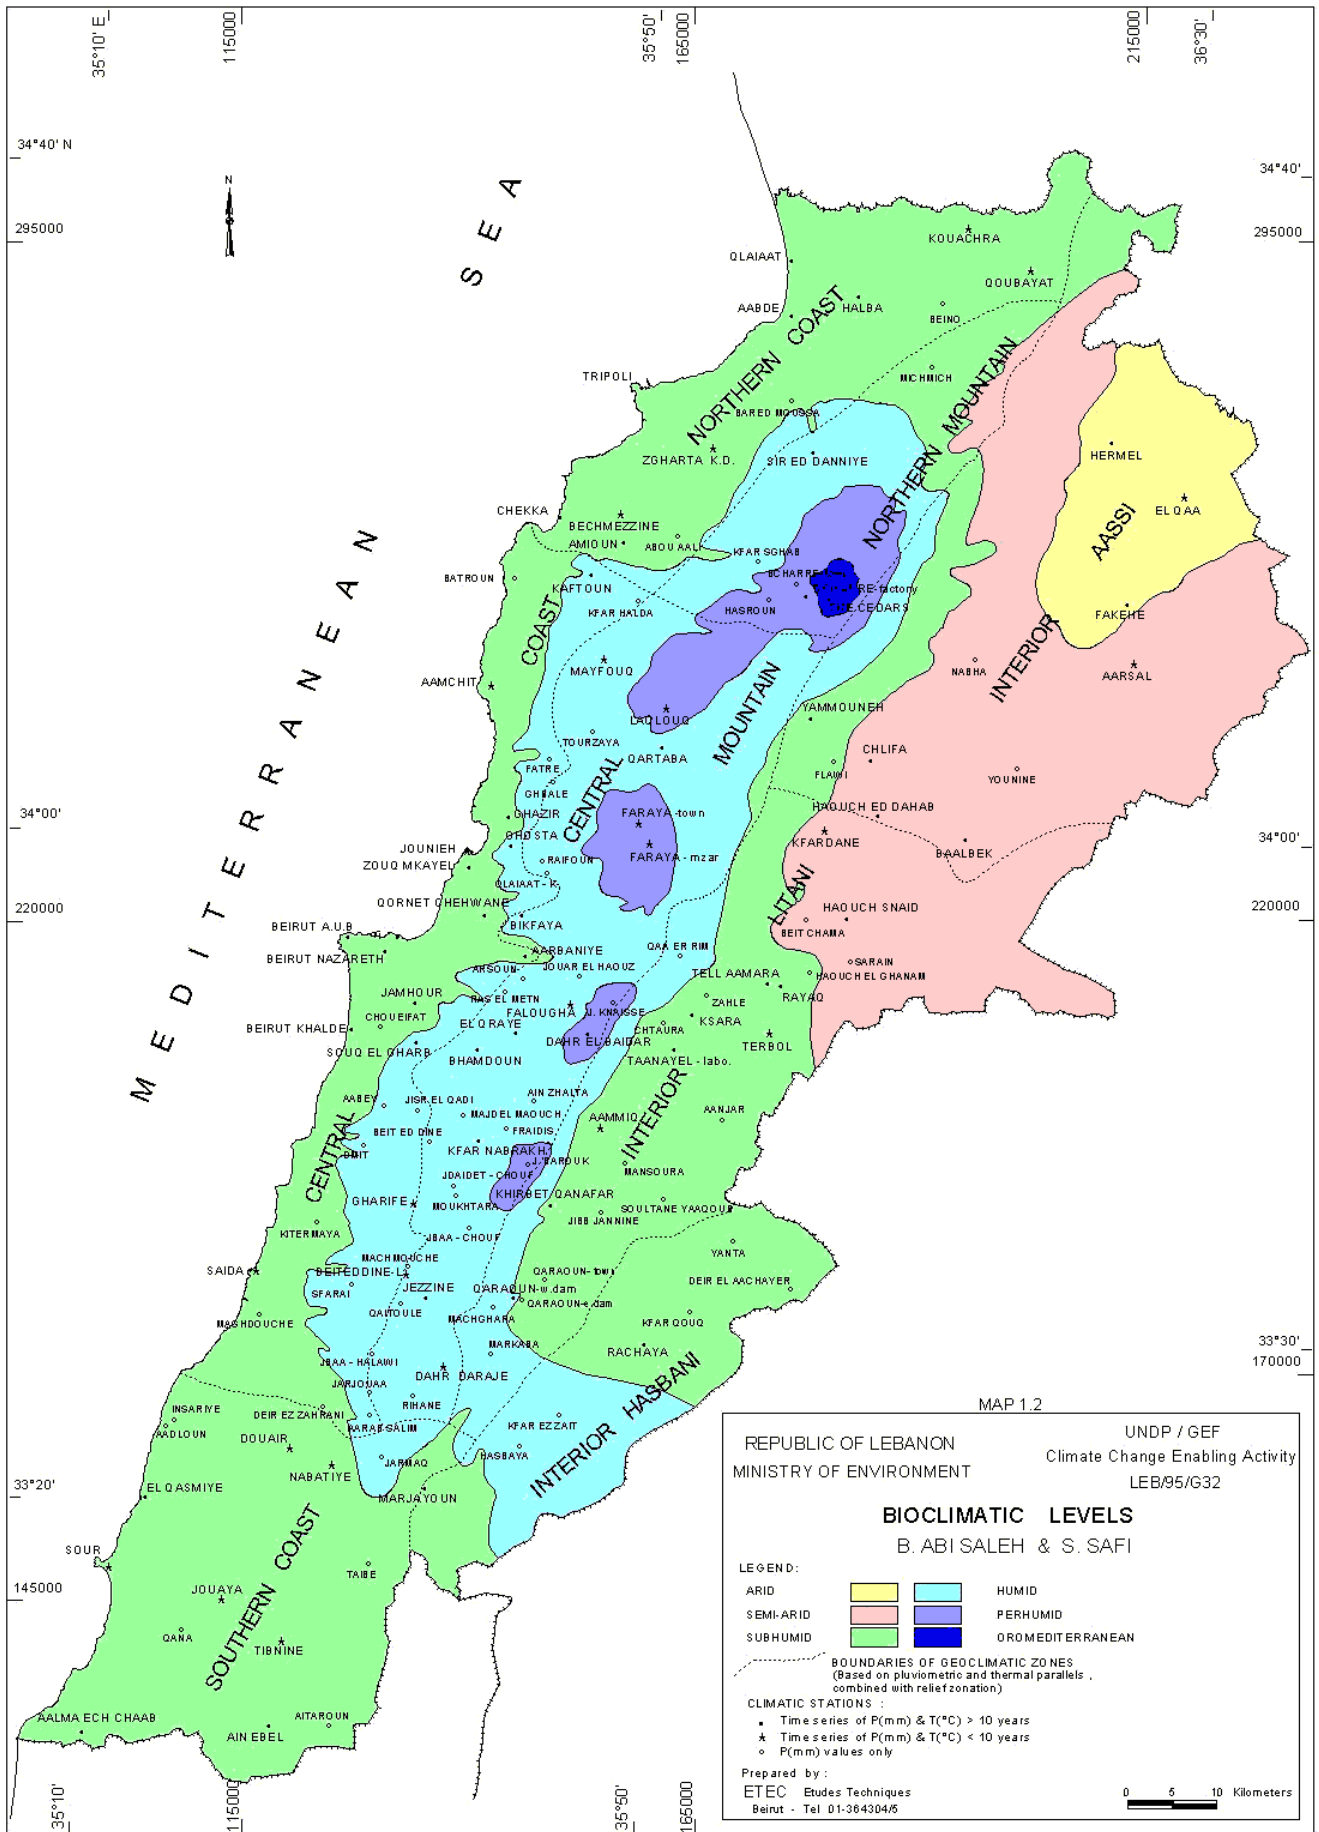 35°10' E
115000
35°50'
165000
215000
36°30'
34°40' N
34°40'
N
295000
295000
MEDITERRANEAN SEA
KOUACHRA
QLAIAAT
QOUBAYAT
AABDE
HALBA
BEINO
NORTHERN COAST
MICHMICH
TRIPOLI
NORTHERN MOUNTAIN
BARED MOUSSA
HERMEL
ZGHARTA K.D.
SIR ED DANNIYE
EL QAA
CHEKKA
BECHMEZZINE
AASSI
AMIOUN
ABOU AALI
KFAR SGHAB
BATROUN
KAFTOUN
KFAR HALDA
HASROUN
FAKEHE
COAST
INTERIOR
MAYFOUQ
NABHA
AARSAL
AAMCHIT
LAQLOUQ
MOUNTAIN
YAMMOUNEH
TOURZAYA
QARTABA
CHLIFA
FATRE
FLAWI
YOUNINE
GHBALE
CENTRAL
GHAZIR
FARAYA-town
HAOUCH ED DAHAB
34°00'
GHOSTA
KFARDANE
34°00'
JOUNIEH
FARAYA-mzar
BAALBEK
ZOUQ MKAYEL
RAIFOUN
QLAIAAT-K
LITANI
QORNET CHEHWANE
HAOUCH SNAID
220000
BIKFAYA
220000
BEIRUT A.U.B
BEIT CHAMA
BEIRUT NAZARETH
AARBANIYE
QAA ER RIM
ARSOUN
JOUAR EL HAOUZ
TELL AAMARA
SARAIN
HAOUCH EL GHANAM
JAMHOUR
RAS EL METN
RAYAQ
FALOUGHA
J. KNAISSE
ZAHLE
CHOUEIFAT
EL QRAYE
KSARA
BEIRUT KHALDE
CHTAURA
DAHR EL BAIDAR
TERBOL
SOUQ EL GHARB
BHAMDOUN
TAANAYEL-labo.
AIN ZHALTA
INTERIOR
AABEY
JISR EL QADI
MAJDEL MAOUCH
AAMMIQ
AANJAR
CENTRAL
BEIT ED DINE
FRAIDIS
DMIT
KFAR NABRAKH
J. BAROUK
MANSOURA
JDAIDET-CHOUF
GHARIFE
MOUKHTARA
KHIRBET QANAFAR
SOULTANE YAAQOUB
JIBB JANNINE
KITERMAYA
JBAA-CHOUF
YANTA
MACHMOUCHE
SAIDA
BEITEDDINE-L
QARAOUN-town
DEIR EL AACHAYER
SFARAI
JEZZINE
QARAOUN-w.dam
QARAOUN-e.dam
MAGHDOUCHE
QAITOULE
MACHGHARA
KFAR QOUQ
MARKABA
RACHAYA
33°30'
JBAA-HALAWI
170000
DAHR DARAJE
JARJOUAA
INTERIOR HASBANI
RIHANE
INSARIYE
DEIR EZZAHRANI
AADLOUN
AARAB SALIM
KFAR EZZAIT
DOUAIR
HASBAYA
JARMAQ
NABATIYE
EL QASMIYE
33°20'
MARJAYOUN
SOUTHERN COAST
SOUR
TAIBE
145000
JOUAYA
QANA
TIBNINE
AALMA ECH CHAAB
AITAROUN
AIN EBEL
35°10'
115000
35°50'
165000
MAP 1.2
REPUBLIC OF LEBANON
MINISTRY OF ENVIRONMENT
UNDP / GEF
Climate Change Enabling Activity
LEB/95/G32
BIOCLIMATIC LEVELS
B. ABI SALEH & S. SAFI
LEGEND:
ARID
HUMID
SEMI-ARID
PERHUMID
SUBHUMID
OROMEDITERRANEAN
BOUNDARIES OF GEOCLIMATIC ZONES
(Based on pluviometric and thermal parallels,
combined with relief zonation)
CLIMATIC STATIONS :
Time series of P(mm) & T(°C) > 10 years
Time series of P(mm) & T(°C) < 10 years
P(mm) values only
Prepared by :
ETEC Etudes Techniques
Beirut - Tel 01-364304/5
0 5 10 Kilometers